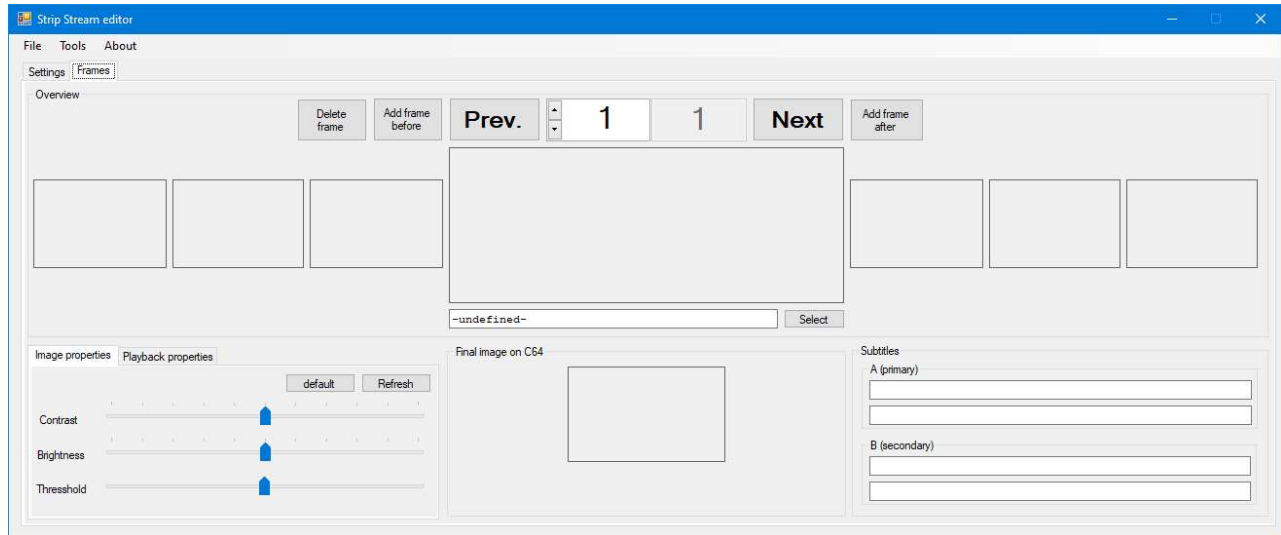 Strip Stream editor
File Tools About
Settings Frames
Overview
Delete frame
Add frame before
Prev.
1
1
Next
Add frame after
-undefined-
Select
Image properties Playback properties
default Refresh
Contrast
Brightness
Thresshold
Final image on C64
Subtitles
A (primary)
B (secondary)